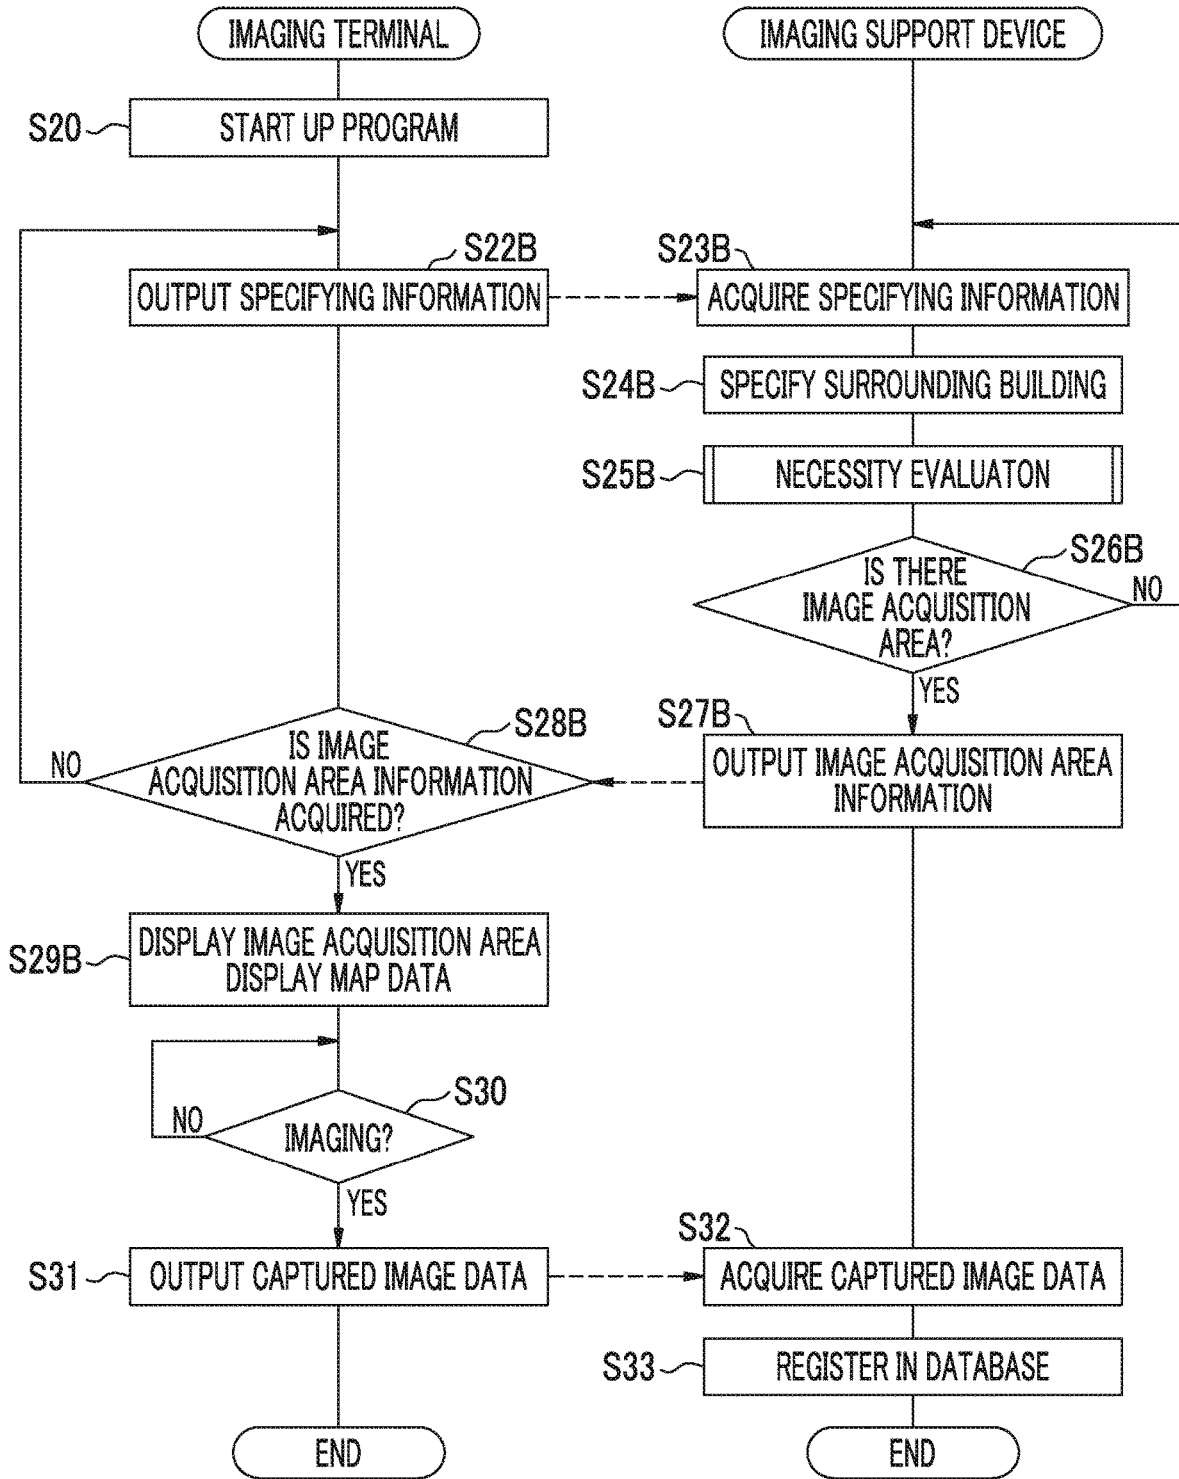 IMAGING TERMINAL
IMAGING SUPPORT DEVICE
S20
START UP PROGRAM
S22B
OUTPUT SPECIFYING INFORMATION
S23B
ACQUIRE SPECIFYING INFORMATION
S24B
SPECIFY SURROUNDING BUILDING
S25B
NECESSITY EVALUATON
S26B
IS THERE
IMAGE ACQUISITION
AREA?
NO
YES
S27B
OUTPUT IMAGE ACQUISITION AREA
INFORMATION
S28B
IS IMAGE
ACQUISITION AREA INFORMATION
ACQUIRED?
NO
YES
S29B
DISPLAY IMAGE ACQUISITION AREA
DISPLAY MAP DATA
S30
IMAGING?
NO
YES
S31
OUTPUT CAPTURED IMAGE DATA
S32
ACQUIRE CAPTURED IMAGE DATA
S33
REGISTER IN DATABASE
END
END